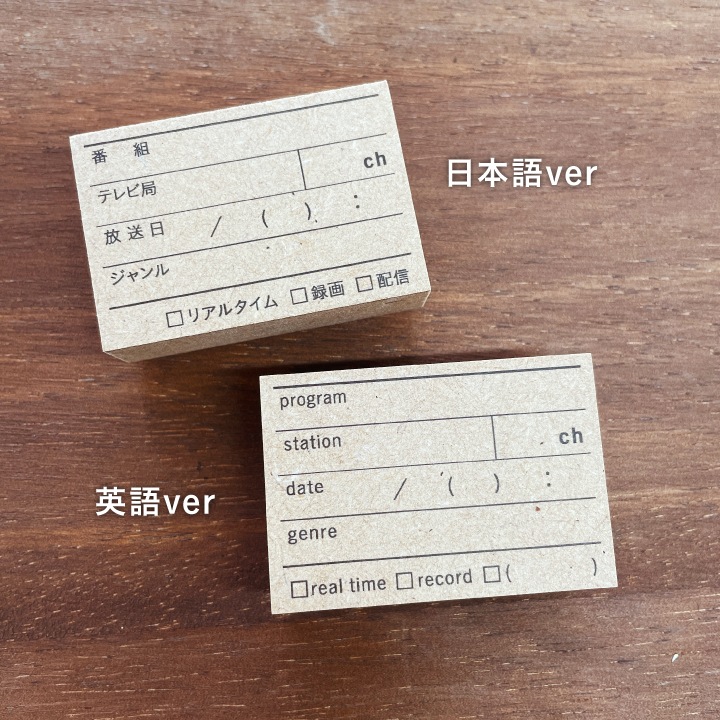 番 組
テレビ局 ch
放送日 / ( ) :
ジャンル
□リアルタイム □録画 □配信
日本語ver
program
station ch
date / ( ) :
genre
□real time □record □( )
英語ver